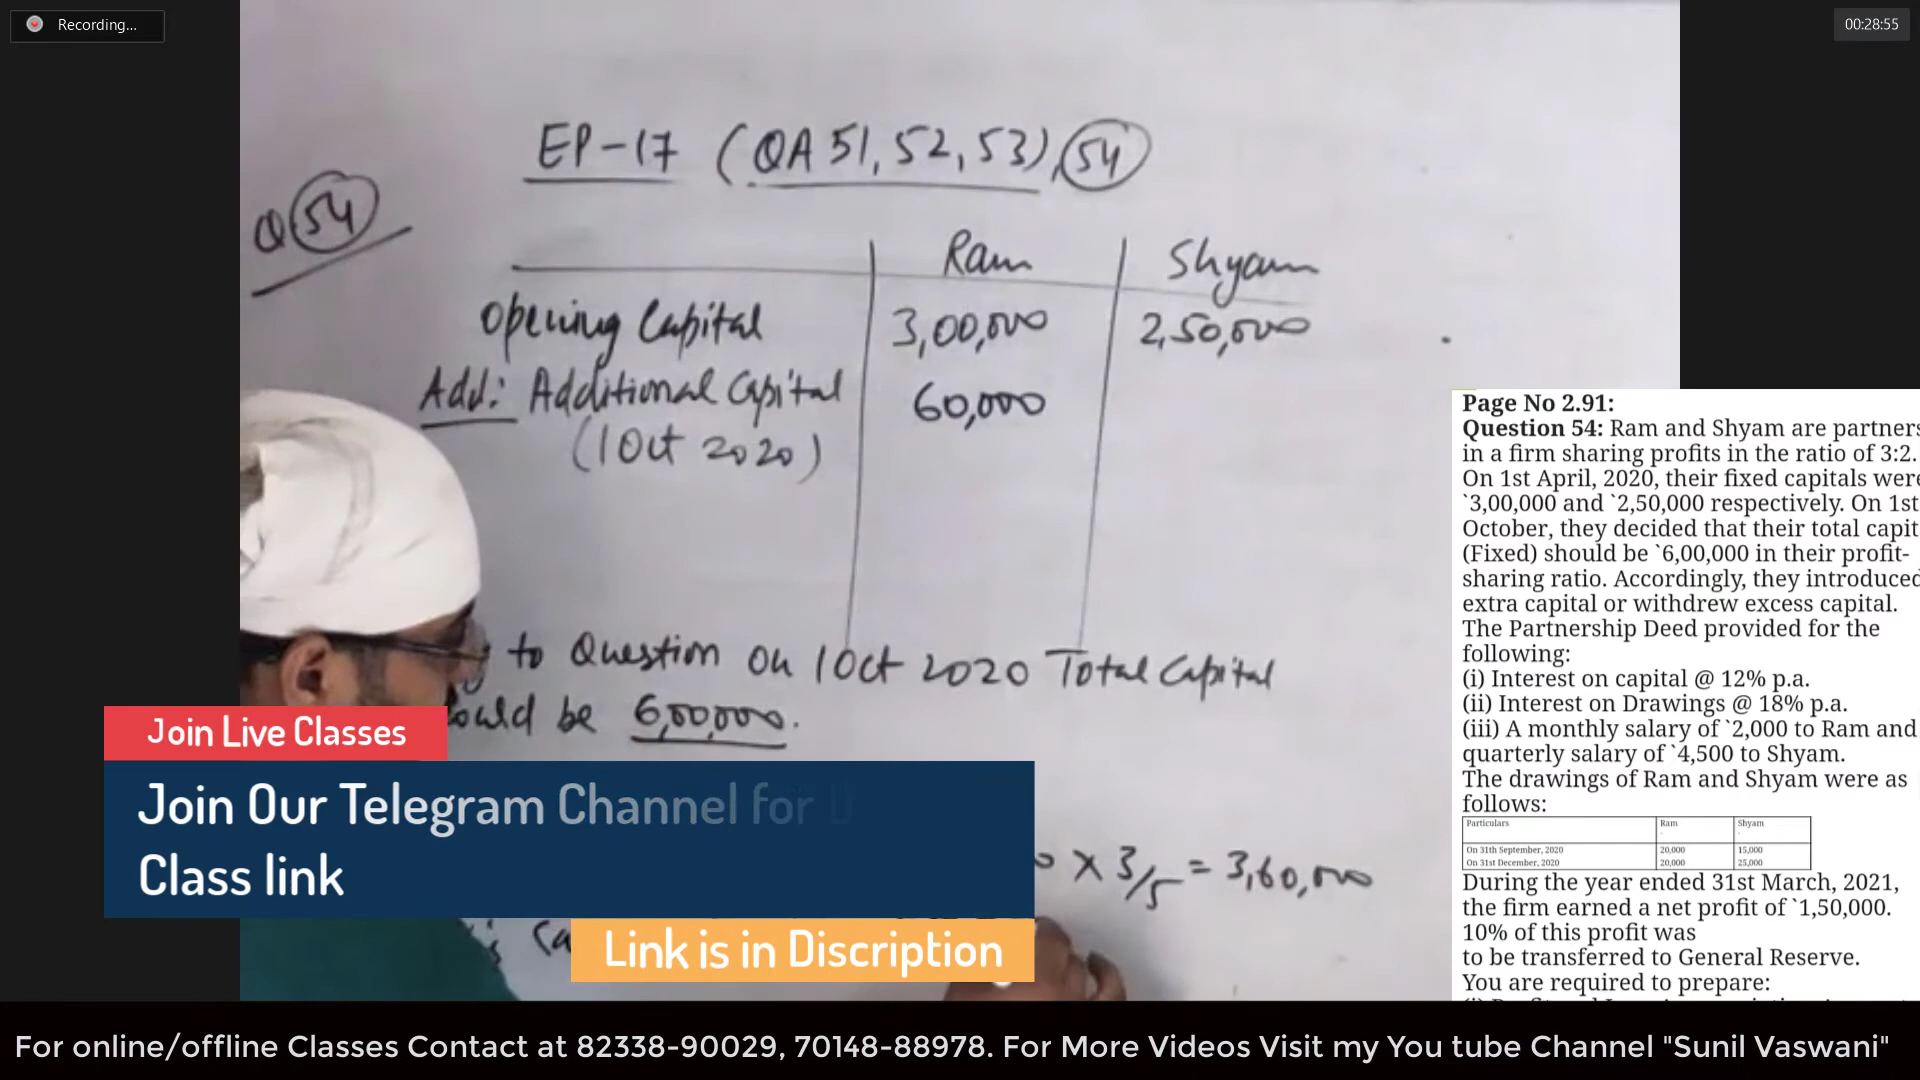 Recording...
00:28:55
EP-17 (QA 51, 52, 53), 54
Q 54
Ram
Shyam
Opening Capital 3,00,000 2,50,000
Add: Additional Capital 60,000
(1 Oct 2020)
to Question on 1 Oct 2020 Total Capital
be 6,00,000.
x 3/5 = 3,60,000
Page No 2.91:
Question 54: Ram and Shyam are partners
in a firm sharing profits in the ratio of 3:2.
On 1st April, 2020, their fixed capitals were
`3,00,000 and `2,50,000 respectively. On 1st
October, they decided that their total capit
(Fixed) should be `6,00,000 in their profit-
sharing ratio. Accordingly, they introduced
extra capital or withdrew excess capital.
The Partnership Deed provided for the
following:
(i) Interest on capital @ 12% p.a.
(ii) Interest on Drawings @ 18% p.a.
(iii) A monthly salary of `2,000 to Ram and
quarterly salary of `4,500 to Shyam.
The drawings of Ram and Shyam were as
follows:
Particulars Ram Shyam
On 31th September, 2020 20,000 15,000
On 31st December, 2020 20,000 25,000
During the year ended 31st March, 2021,
the firm earned a net profit of `1,50,000.
10% of this profit was
to be transferred to General Reserve.
You are required to prepare:
Join Live Classes
Join Our Telegram Channel for
Class link
Link is in Discription
For online/offline Classes Contact at 82338-90029, 70148-88978. For More Videos Visit my You tube Channel "Sunil Vaswani"